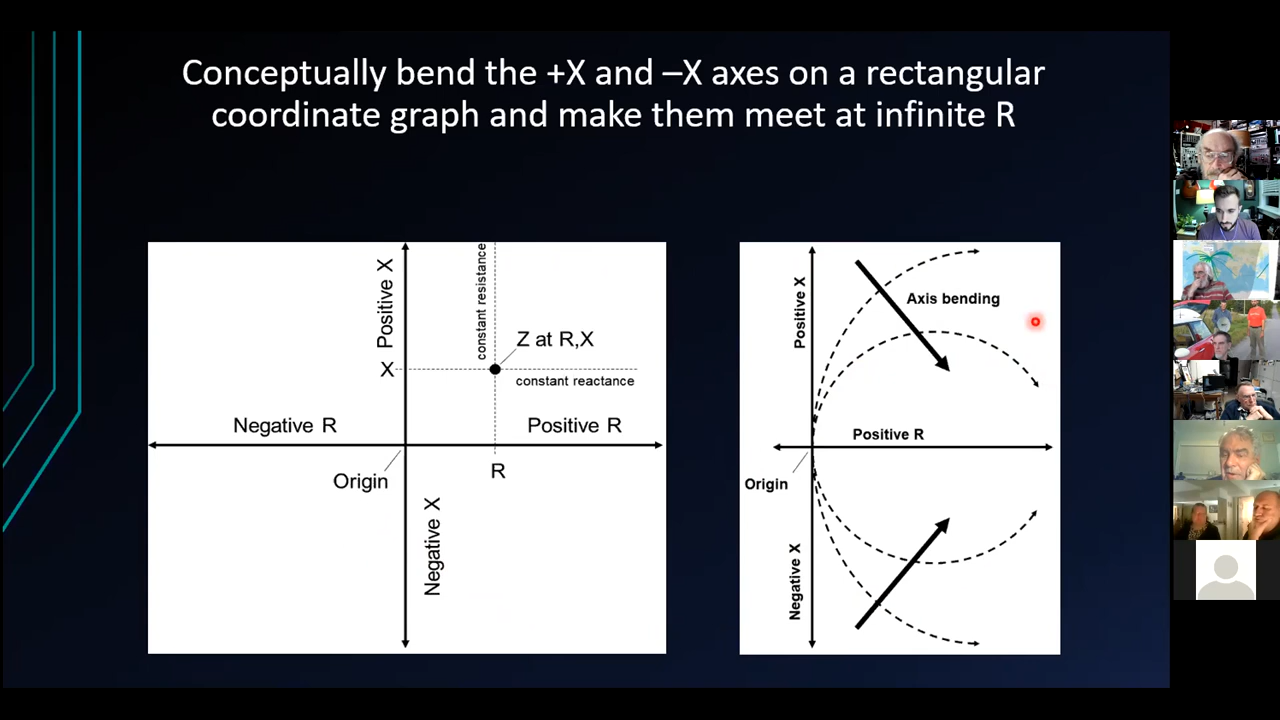 Conceptually bend the +X and –X axes on a rectangular
coordinate graph and make them meet at infinite R
Positive X
constant resistance
Z at R,X
X
constant reactance
Negative R
Positive R
Origin
R
Negative X
Positive X
Axis bending
Positive R
Origin
Negative X